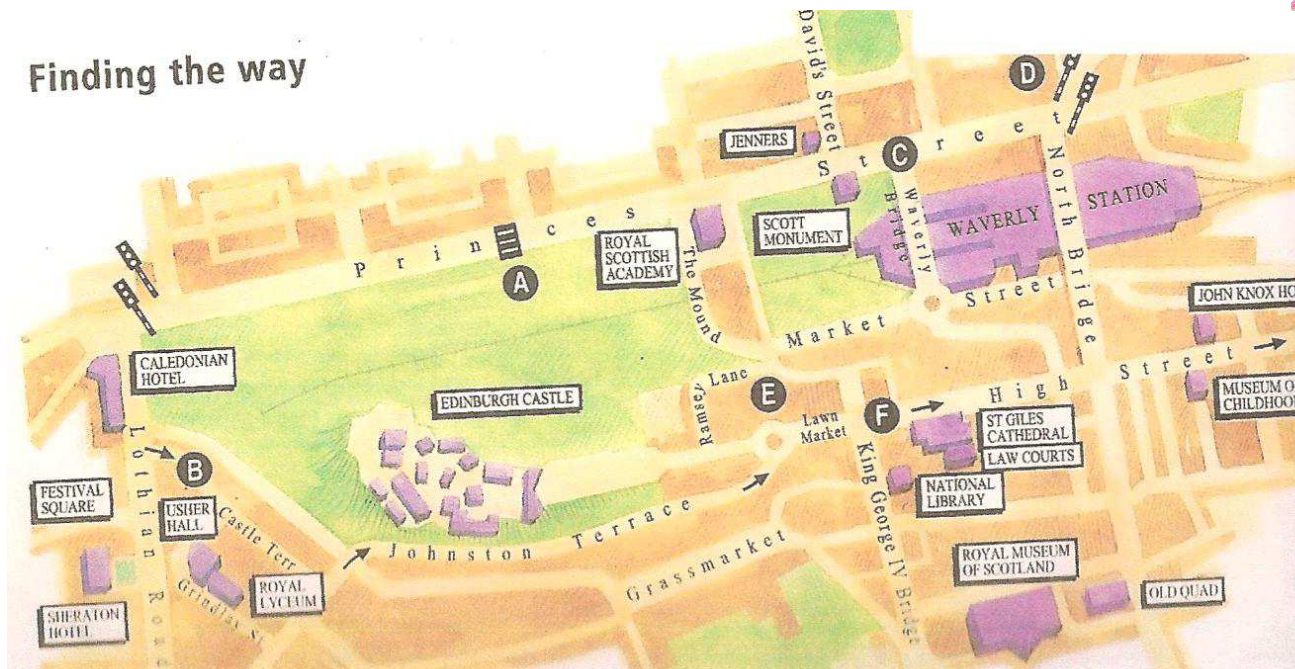 Finding the way
David's Street
D
JENNERS
C
Princes Street
North Bridge
WAVERLY STATION
SCOTT
MONUMENT
Waverly
Bridge
ROYAL
SCOTTISH
ACADEMY
A
The Mound
Market Street
JOHN KNOX HO
CALEDONIAN
HOTEL
EDINBURGH CASTLE
Ramsey Lane
E
Lawn
Market
F
High Street
MUSEUM O
CHILDHOO
ST GILES
CATHEDRAL
LAW COURTS
NATIONAL
LIBRARY
King George IV Bridge
Lothian Road
B
FESTIVAL
SQUARE
USHER
HALL
Castle Terr
Johnston Terrace
Grassmarket
ROYAL MUSEUM
OF SCOTLAND
OLD QUAD
ROYAL
LYCEUM
Grindlay St
SHERATON
HOTEL